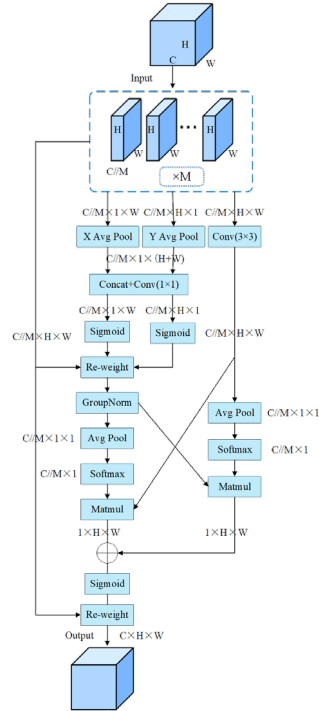 H
C
W
Input
H
H
H
W
W
W
C//M
×M
C//M×1×W
C//M×H×1
C//M×H×W
X Avg Pool
Y Avg Pool
Conv(3×3)
C//M×1×(H+W)
Concat+Conv(1×1)
C//M×1×W
C//M×H×1
Sigmoid
Sigmoid
C//M×H×W
C//M×H×W
Re-weight
GroupNorm
Avg Pool
C//M×1×1
C//M×1×1
Avg Pool
Softmax
C//M×1
C//M×1
Softmax
Matmul
Matmul
1×H×W
1×H×W
Sigmoid
Re-weight
Output
C×H×W